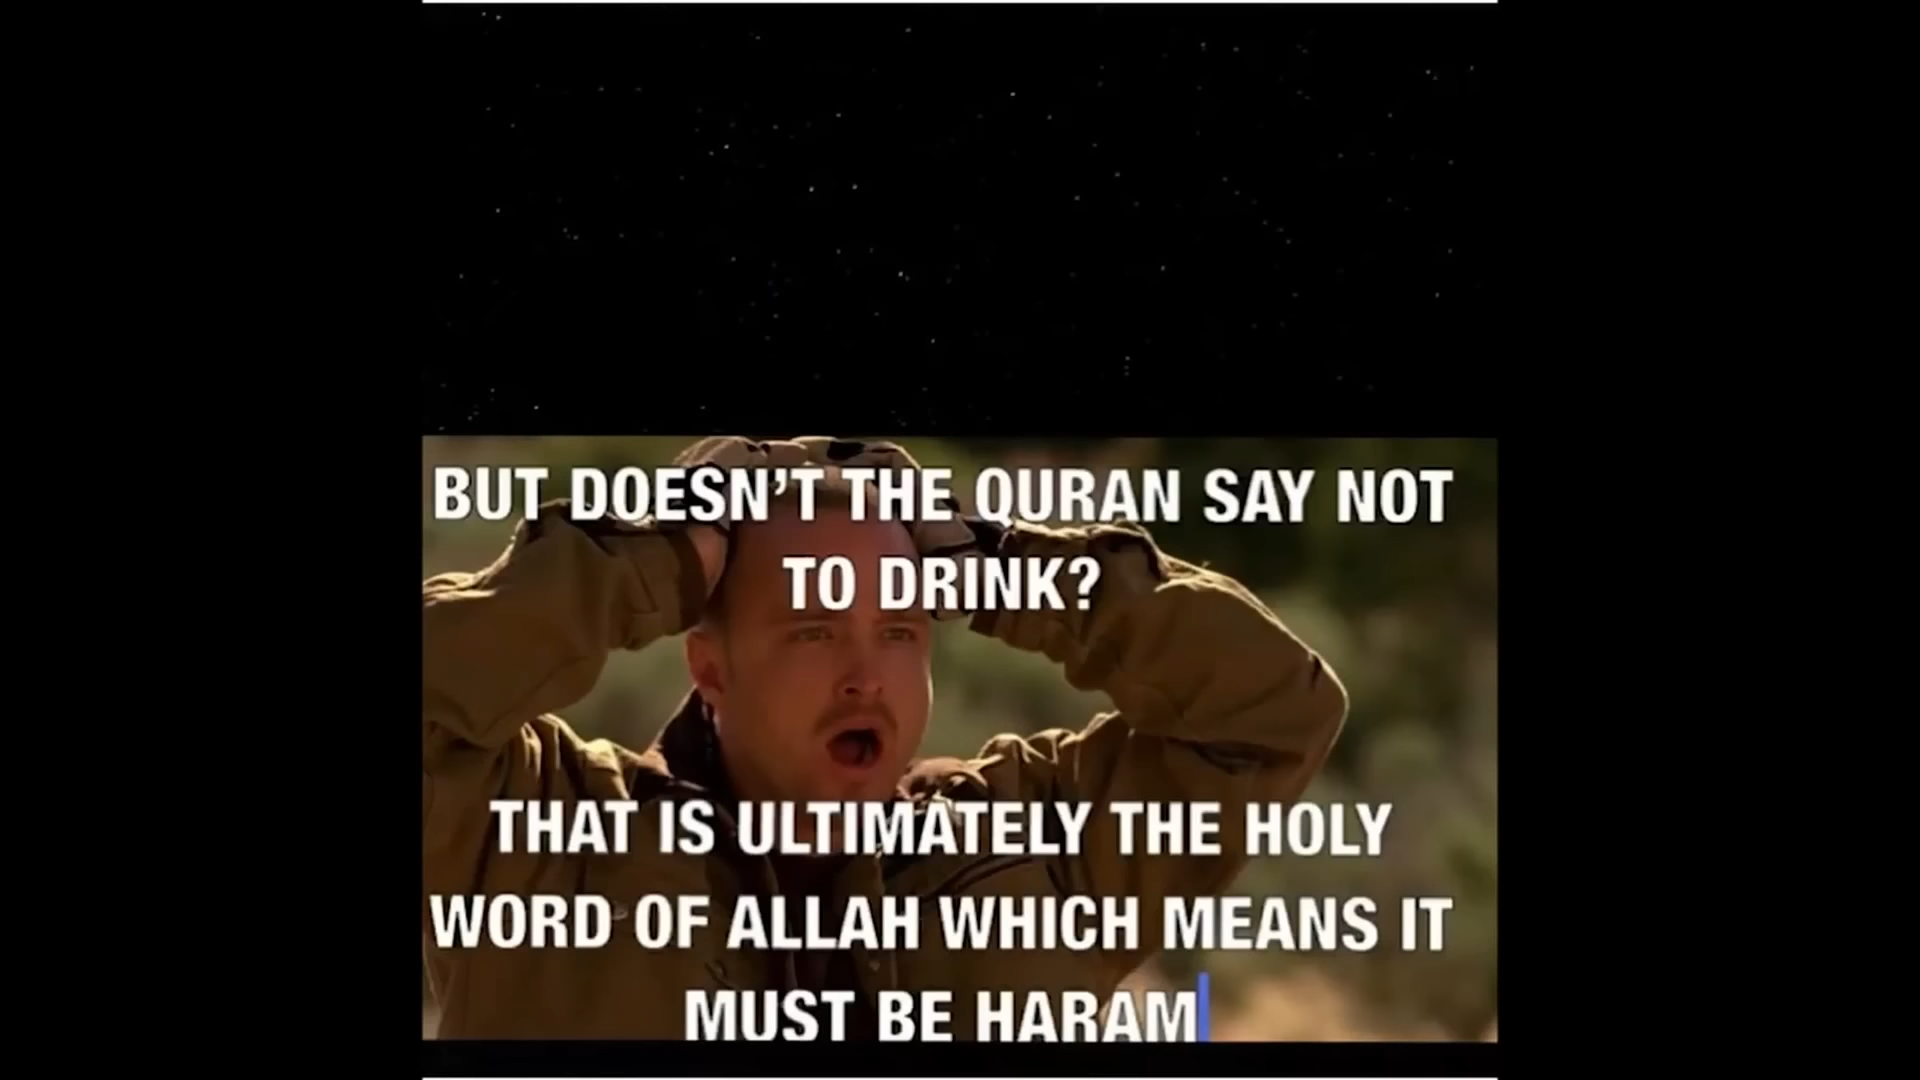 BUT DOESN'T THE QURAN SAY NOT
TO DRINK?
THAT IS ULTIMATELY THE HOLY
WORD OF ALLAH WHICH MEANS IT
MUST BE HARAM